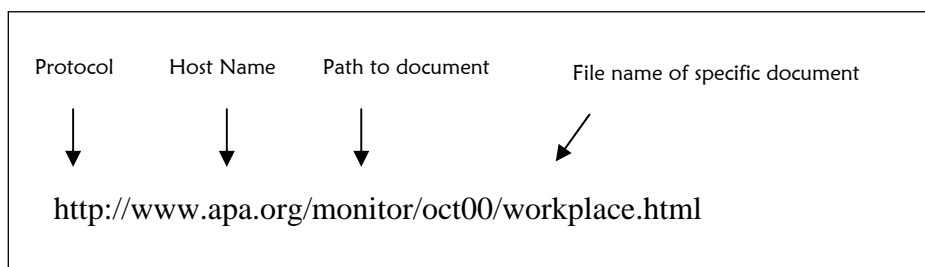 Protocol Host Name Path to document File name of specific document
http://www.apa.org/monitor/oct00/workplace.html